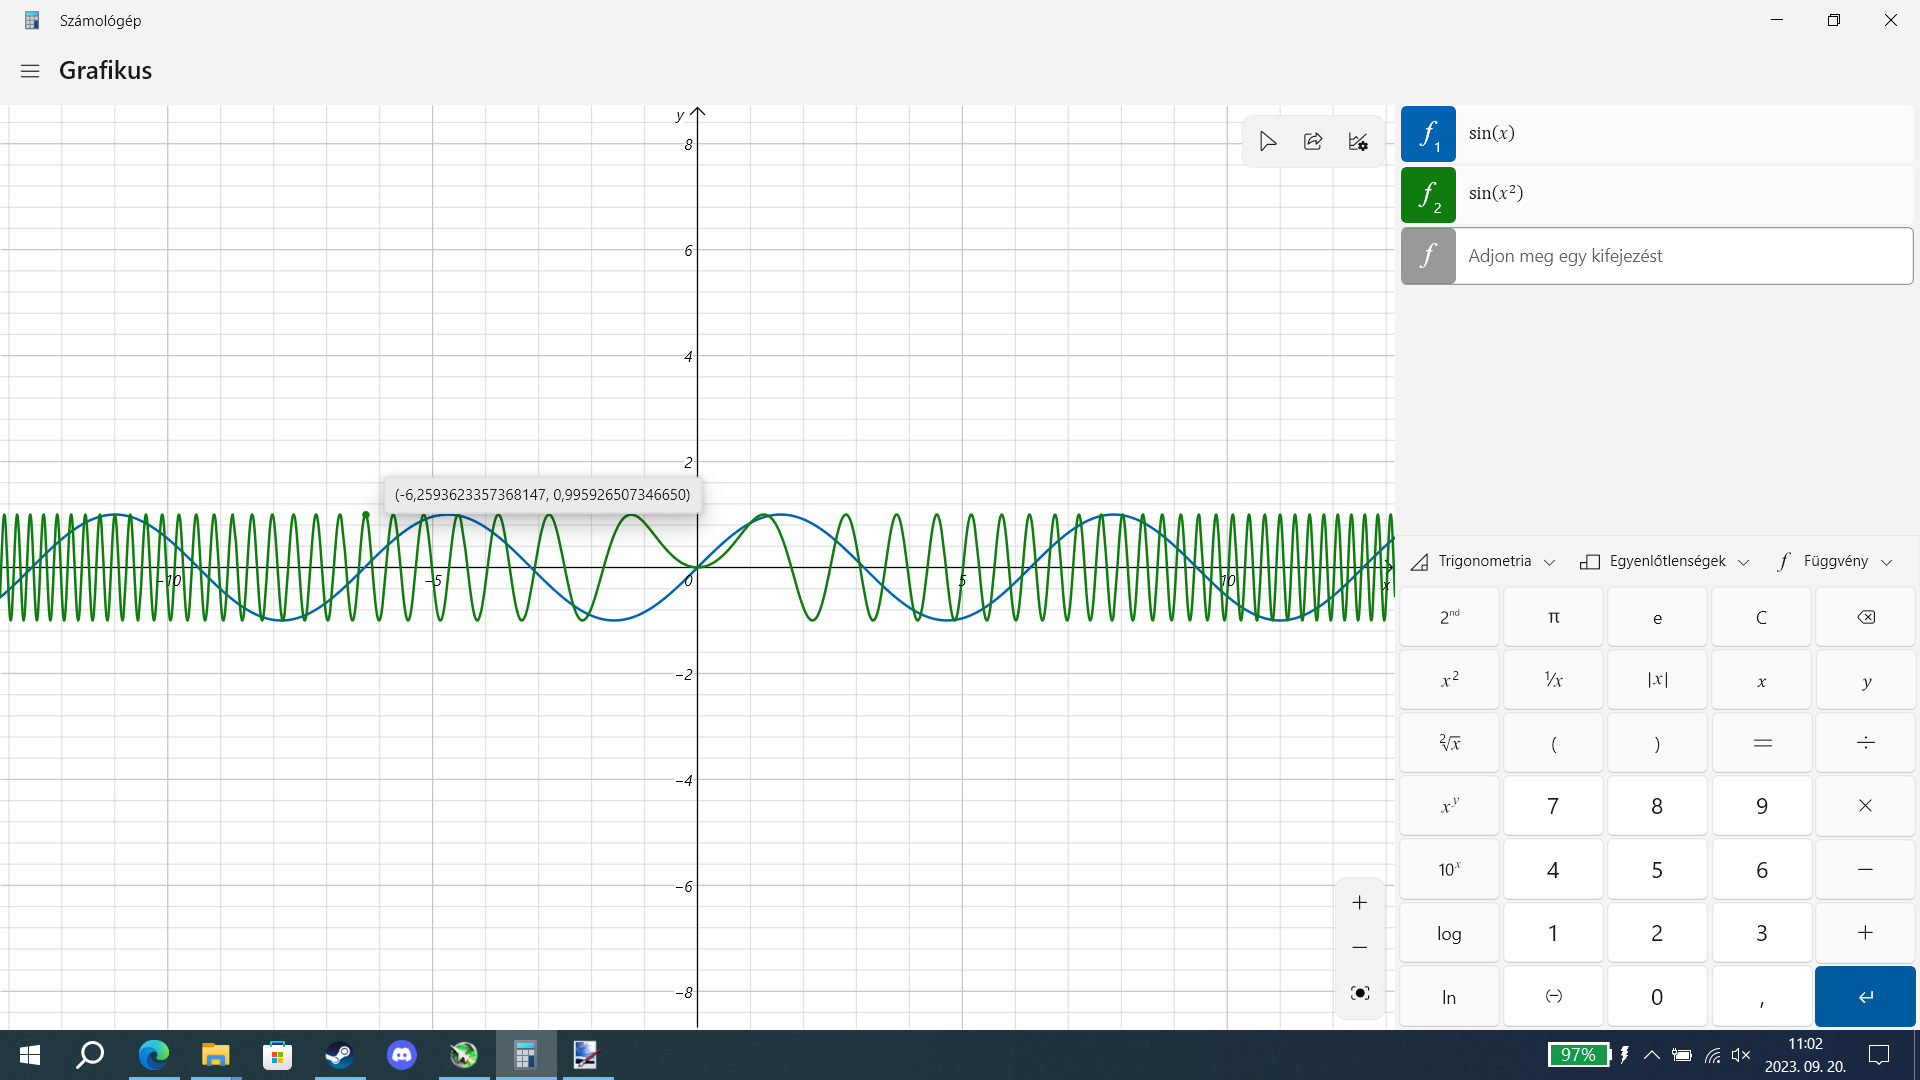 Számológép
Grafikus
y
8
6
4
2
(-6,2593623357368147, 0,995926507346650)
−10
−5
0
5
10
x
−2
−4
−6
−8
f1 sin(x)
f2 sin(x²)
f Adjon meg egy kifejezést
Trigonometria
Egyenlőtlenségek
f Függvény
2nd π e C
x² ¹/x |x| x y
²√x ( ) = ÷
xʸ 7 8 9 ×
10ˣ 4 5 6 −
log 1 2 3 +
ln (−) 0 ,
+
−
97%
11:02
2023. 09. 20.